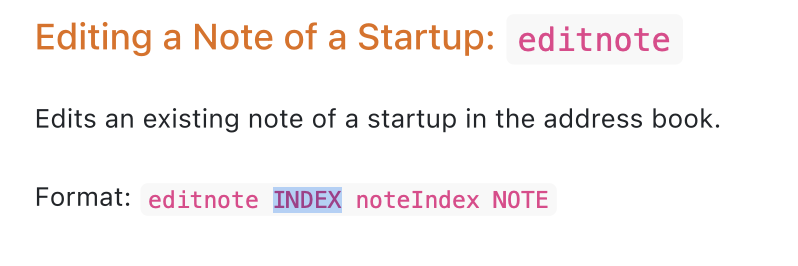 Editing a Note of a Startup: editnote
Edits an existing note of a startup in the address book.
Format: editnote INDEX noteIndex NOTE